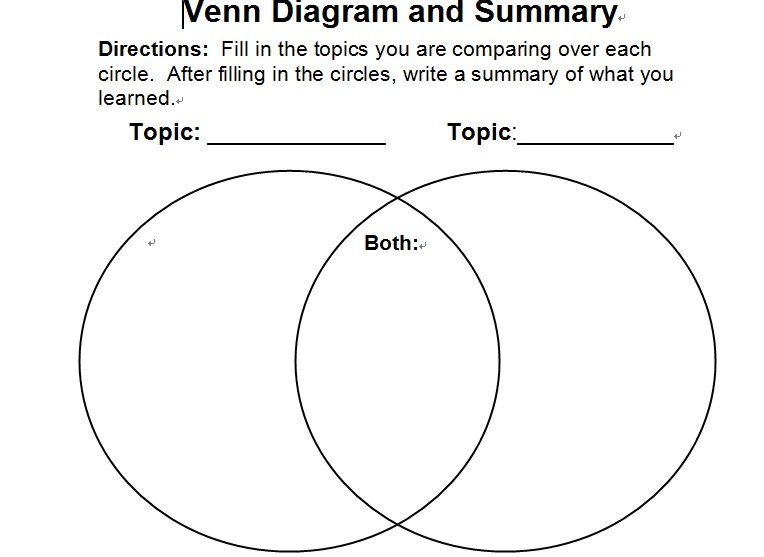 Venn Diagram and Summary
Directions: Fill in the topics you are comparing over each
circle. After filling in the circles, write a summary of what you
learned.
Topic: ______________ Topic:____________
Both: